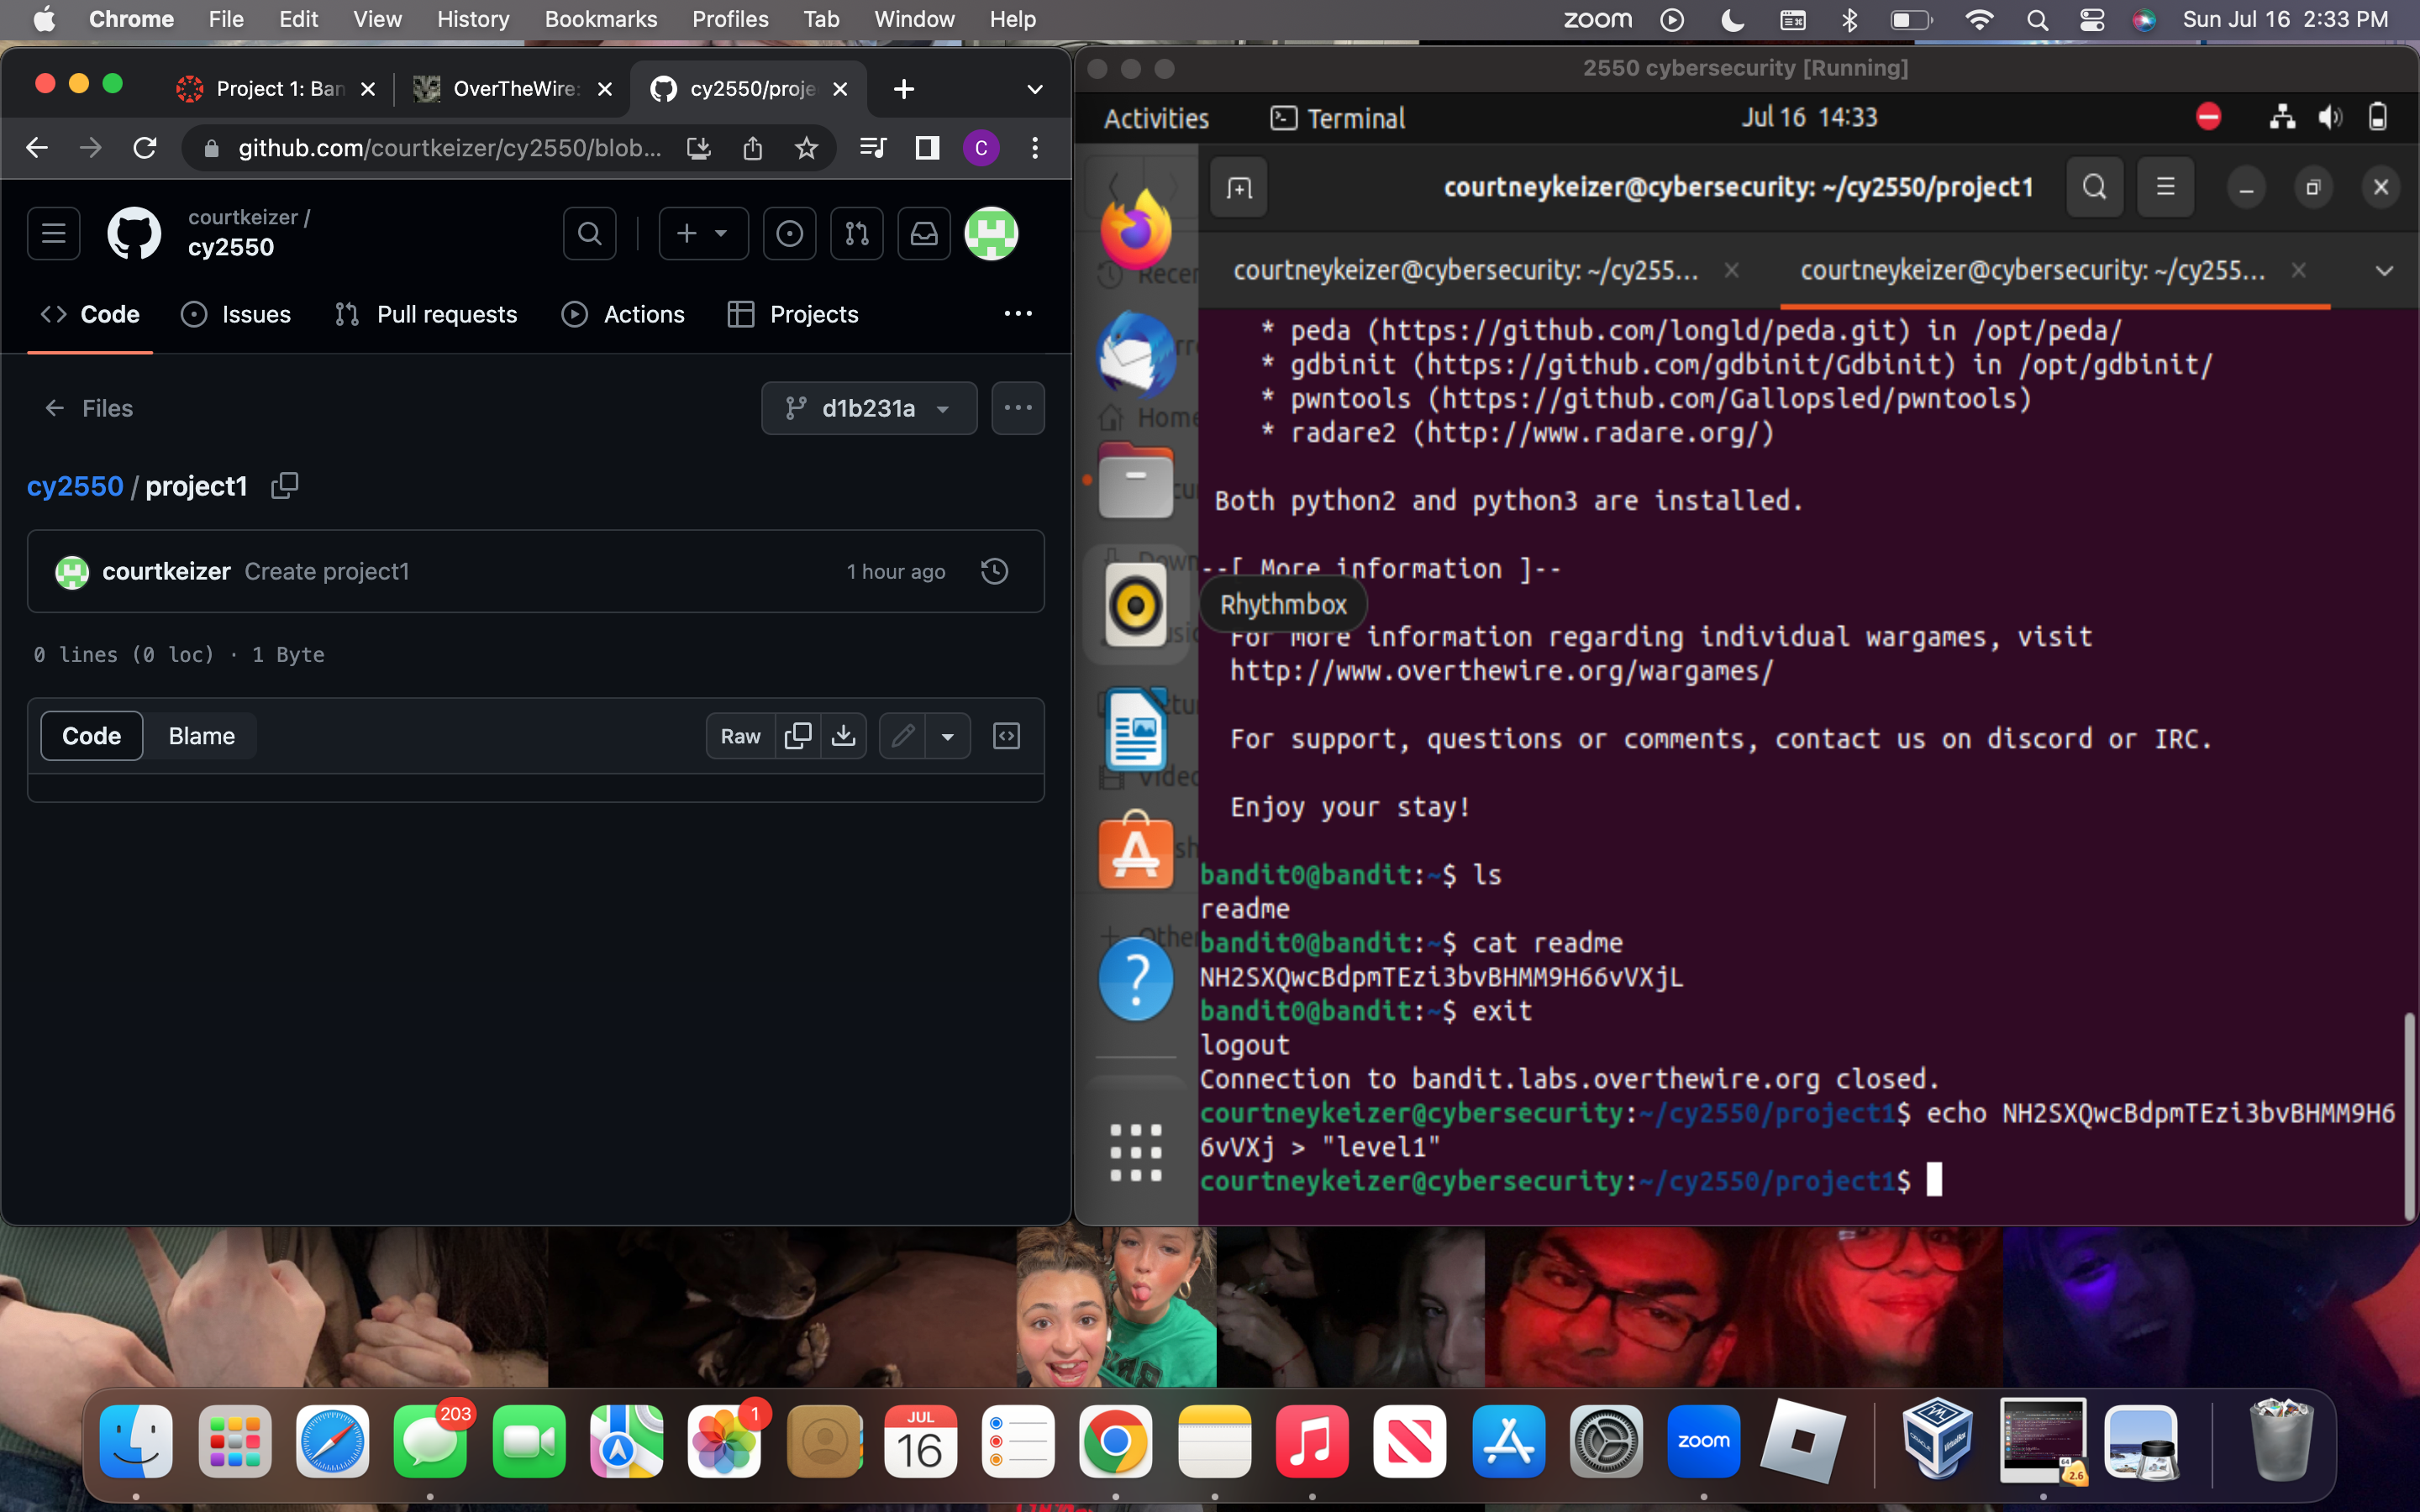 Chrome File Edit View History Bookmarks Profiles Tab Window Help zoom Sun Jul 16 2:33 PM
Project 1: Ban OverTheWire: cy2550/proje
github.com/courtkeizer/cy2550/blob... C
courtkeizer /
cy2550
Code Issues Pull requests Actions Projects
Files d1b231a
cy2550 / project1
courtkeizer Create project1 1 hour ago
0 lines (0 loc) · 1 Byte
Code Blame Raw
2550 cybersecurity [Running]
Activities Terminal Jul 16 14:33
courtneykeizer@cybersecurity: ~/cy2550/project1
courtneykeizer@cybersecurity: ~/cy255... courtneykeizer@cybersecurity: ~/cy255...
* peda (https://github.com/longld/peda.git) in /opt/peda/
* gdbinit (https://github.com/gdbinit/Gdbinit) in /opt/gdbinit/
* pwntools (https://github.com/Gallopsled/pwntools)
* radare2 (http://www.radare.org/)
Both python2 and python3 are installed.
--[ More information ]--
Rhythmbox
For more information regarding individual wargames, visit
http://www.overthewire.org/wargames/
For support, questions or comments, contact us on discord or IRC.
Enjoy your stay!
bandit0@bandit:~$ ls
readme
bandit0@bandit:~$ cat readme
NH2SXQwcBdpmTEzi3bvBHMM9H66vVXjL
bandit0@bandit:~$ exit
logout
Connection to bandit.labs.overthewire.org closed.
courtneykeizer@cybersecurity:~/cy2550/project1$ echo NH2SXQwcBdpmTEzi3bvBHMM9H6
6vVXj > "level1"
courtneykeizer@cybersecurity:~/cy2550/project1$
Recen
Home
Video
Other
203
1
JUL
16
zoom
64
2.6